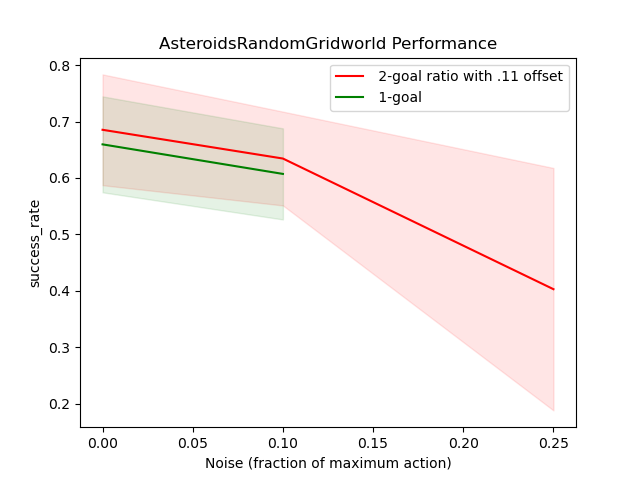 AsteroidsRandomGridworld Performance
2-goal ratio with .11 offset
1-goal
success_rate
0.8
0.7
0.6
0.5
0.4
0.3
0.2
0.00 0.05 0.10 0.15 0.20 0.25
Noise (fraction of maximum action)